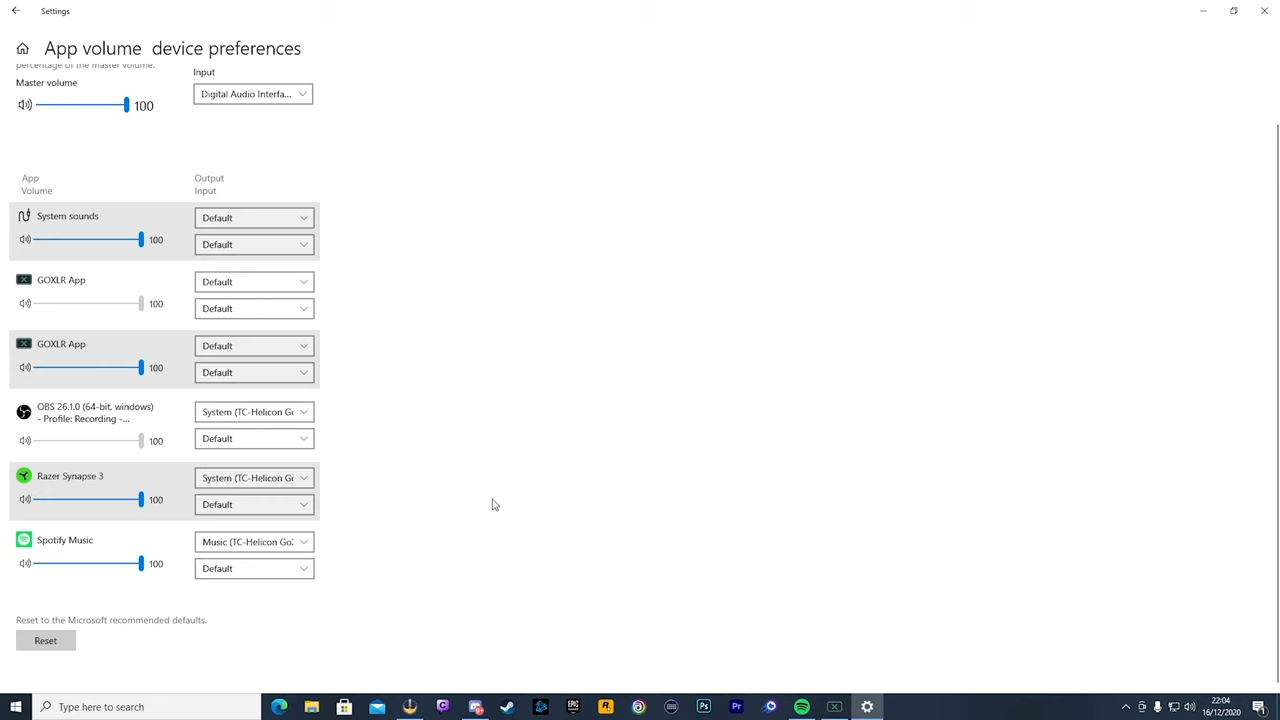 Settings
App volume device preferences
percentage of the master volume.
Input
Master volume
Digital Audio Interfa...
100
App
Volume
Output
Input
System sounds
Default
100
Default
GOXLR App
Default
100
Default
GOXLR App
Default
100
Default
OBS 26.1.0 (64-bit, windows)
- Profile: Recording -...
System (TC-Helicon Go
100
Default
Razer Synapse 3
System (TC-Helicon Go
100
Default
Spotify Music
Music (TC-Helicon Go
100
Default
Reset to the Microsoft recommended defaults.
Reset
Type here to search
22:04
16/12/2020